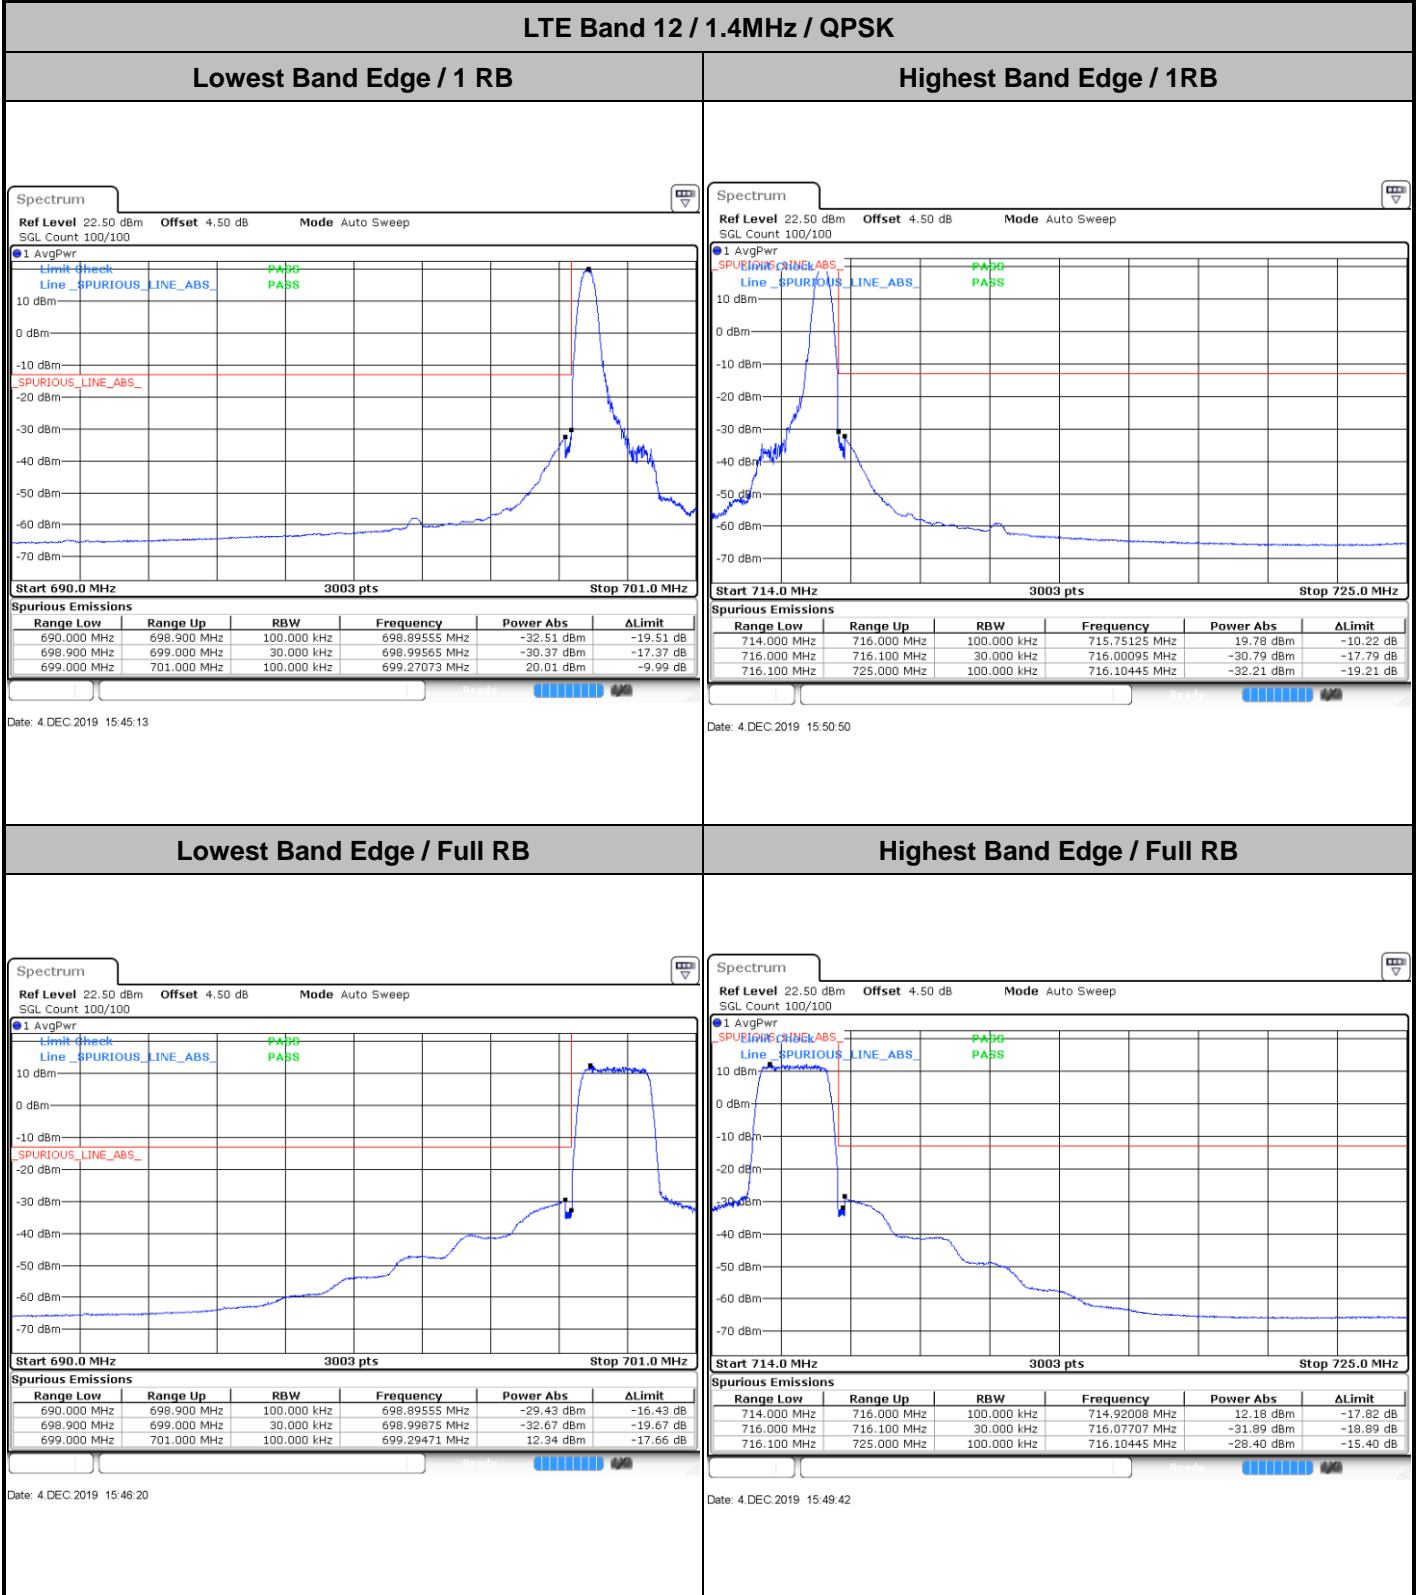 LTE Band 12 / 1.4MHz / QPSK
Lowest Band Edge / 1 RB
Highest Band Edge / 1RB
Spectrum
Ref Level 22.50 dBm Offset 4.50 dB Mode Auto Sweep
SGL Count 100/100
1 AvgPwr
Limit Check PASS
Line _SPURIOUS_LINE_ABS_ PASS
10 dBm
0 dBm
-10 dBm
_SPURIOUS_LINE_ABS_
-20 dBm
-30 dBm
-40 dBm
-50 dBm
-60 dBm
-70 dBm
Start 690.0 MHz 3003 pts Stop 701.0 MHz
Spurious Emissions
Range Low Range Up RBW Frequency Power Abs ΔLimit
690.000 MHz 698.900 MHz 100.000 kHz 698.89555 MHz -32.51 dBm -19.51 dB
698.900 MHz 699.000 MHz 30.000 kHz 698.99565 MHz -30.37 dBm -17.37 dB
699.000 MHz 701.000 MHz 100.000 kHz 699.27073 MHz 20.01 dBm -9.99 dB
Ready
Date: 4.DEC.2019 15:45:13
Spectrum
Ref Level 22.50 dBm Offset 4.50 dB Mode Auto Sweep
SGL Count 100/100
1 AvgPwr
_SPURIOUS_LINE_ABS_
Limit Check PASS
Line _SPURIOUS_LINE_ABS_ PASS
10 dBm
0 dBm
-10 dBm
-20 dBm
-30 dBm
-40 dBm
-50 dBm
-60 dBm
-70 dBm
Start 714.0 MHz 3003 pts Stop 725.0 MHz
Spurious Emissions
Range Low Range Up RBW Frequency Power Abs ΔLimit
714.000 MHz 716.000 MHz 100.000 kHz 715.75125 MHz 19.78 dBm -10.22 dB
716.000 MHz 716.100 MHz 30.000 kHz 716.00095 MHz -30.79 dBm -17.79 dB
716.100 MHz 725.000 MHz 100.000 kHz 716.10445 MHz -32.21 dBm -19.21 dB
Ready
Date: 4.DEC.2019 15:50:50
Lowest Band Edge / Full RB
Highest Band Edge / Full RB
Spectrum
Ref Level 22.50 dBm Offset 4.50 dB Mode Auto Sweep
SGL Count 100/100
1 AvgPwr
Limit Check PASS
Line _SPURIOUS_LINE_ABS_ PASS
10 dBm
0 dBm
-10 dBm
_SPURIOUS_LINE_ABS_
-20 dBm
-30 dBm
-40 dBm
-50 dBm
-60 dBm
-70 dBm
Start 690.0 MHz 3003 pts Stop 701.0 MHz
Spurious Emissions
Range Low Range Up RBW Frequency Power Abs ΔLimit
690.000 MHz 698.900 MHz 100.000 kHz 698.89555 MHz -29.43 dBm -16.43 dB
698.900 MHz 699.000 MHz 30.000 kHz 698.99875 MHz -32.67 dBm -19.67 dB
699.000 MHz 701.000 MHz 100.000 kHz 699.29471 MHz 12.34 dBm -17.66 dB
Ready
Date: 4.DEC.2019 15:46:20
Spectrum
Ref Level 22.50 dBm Offset 4.50 dB Mode Auto Sweep
SGL Count 100/100
1 AvgPwr
_SPURIOUS_LINE_ABS_
Limit Check PASS
Line _SPURIOUS_LINE_ABS_ PASS
10 dBm
0 dBm
-10 dBm
-20 dBm
-30 dBm
-40 dBm
-50 dBm
-60 dBm
-70 dBm
Start 714.0 MHz 3003 pts Stop 725.0 MHz
Spurious Emissions
Range Low Range Up RBW Frequency Power Abs ΔLimit
714.000 MHz 716.000 MHz 100.000 kHz 714.92008 MHz 12.18 dBm -17.82 dB
716.000 MHz 716.100 MHz 30.000 kHz 716.07707 MHz -31.89 dBm -18.89 dB
716.100 MHz 725.000 MHz 100.000 kHz 716.10445 MHz -28.40 dBm -15.40 dB
Ready
Date: 4.DEC.2019 15:49:42